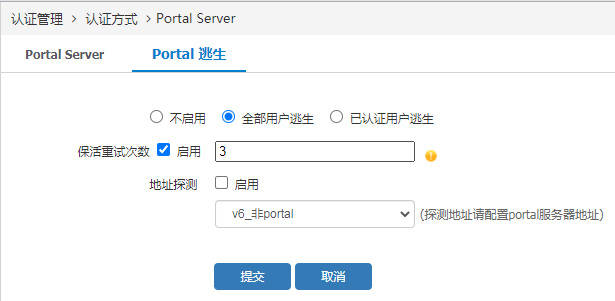 认证管理 > 认证方式 > Portal Server
Portal Server Portal 逃生
不启用 全部用户逃生 已认证用户逃生
保活重试次数 启用 3
地址探测 启用
v6_非portal (探测地址请配置portal服务器地址)
提交 取消